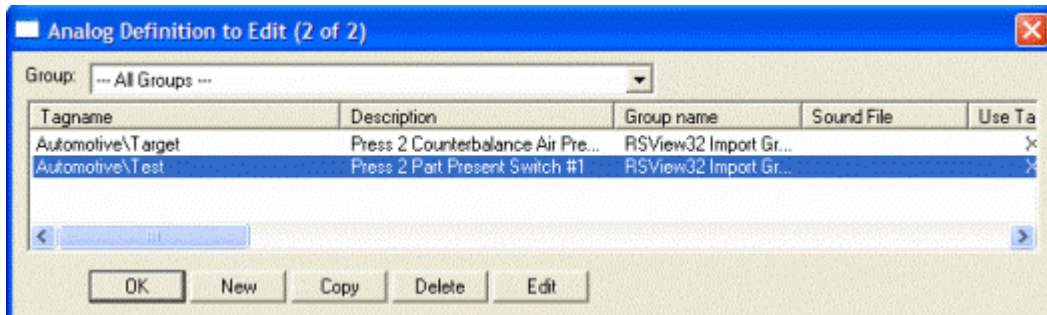 Analog Definition to Edit (2 of 2)
Group: --- All Groups ---
Tagname Description Group name Sound File Use Ta
Automotive\Target Press 2 Counterbalance Air Pre... RSView32 Import Gr... X
Automotive\Test Press 2 Part Present Switch #1 RSView32 Import Gr... X
OK New Copy Delete Edit